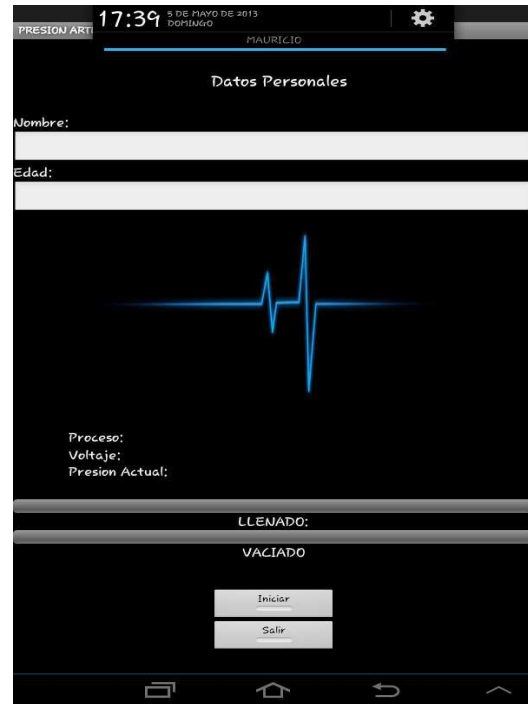 PRESION ARTE
17:39 5 DE MAYO DE 2013
DOMINGO
MAURICIO
Datos Personales
Nombre:
Edad:
Proceso:
Voltaje:
Presion Actual:
LLENADO:
VACIADO
Iniciar
Salir